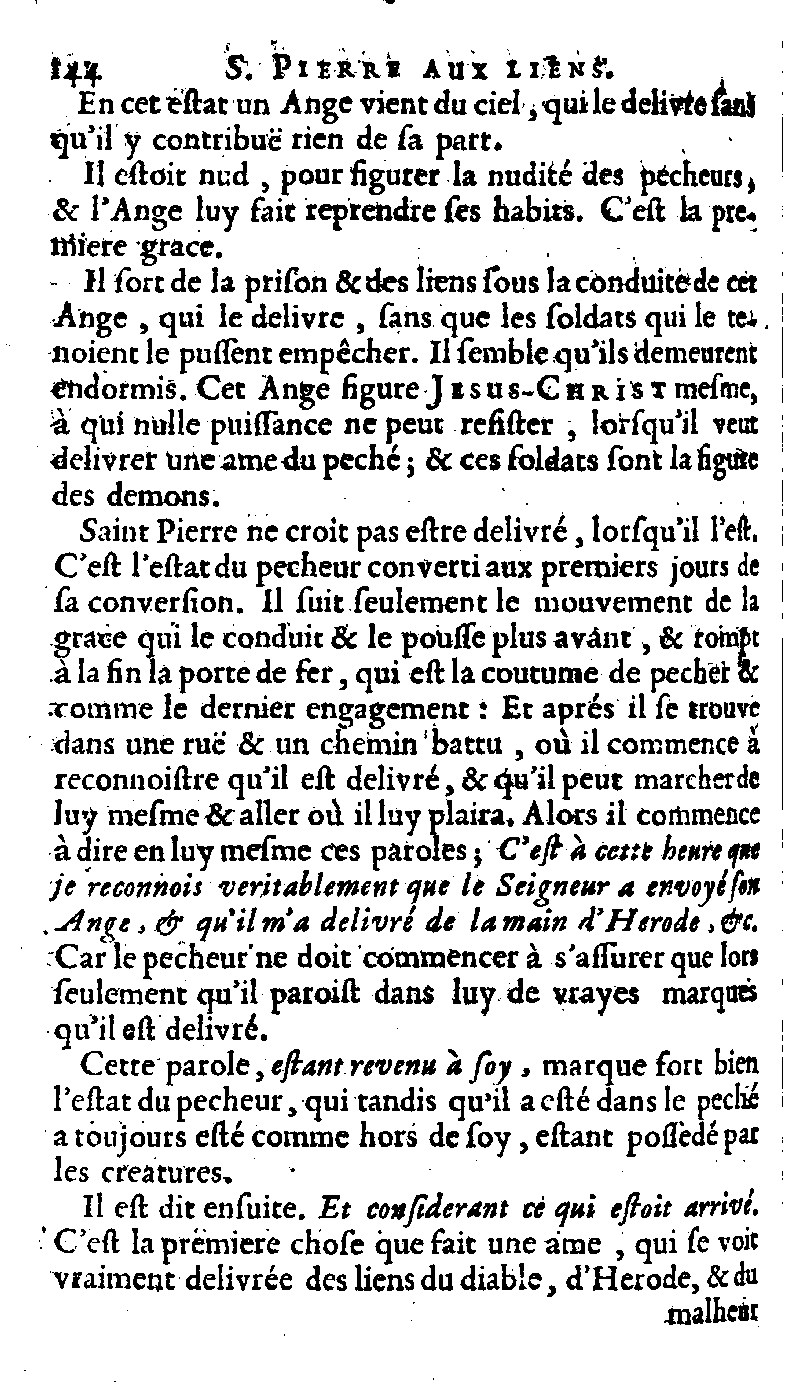 144 S. PIERRE AUX LIENS.
En cet eſtat un Ange vient du ciel, qui le delivre ſans
qu'il y contribuë rien de ſa part.
Il eſtoit nud, pour figurer la nudité des pecheurs,
& l'Ange luy fait reprendre ſes habits. C'eſt la pre-
miere grace.
Il ſort de la priſon & des liens ſous la conduite de cet
Ange, qui le delivre, ſans que les ſoldats qui le te-
noient le puſſent empêcher. Il ſemble qu'ils demeurent
endormis. Cet Ange figure JESUS-CHRIST meſme,
à qui nulle puiſſance ne peut reſiſter, lorſqu'il veut
delivrer une ame du peché; & ces ſoldats ſont la figure
des demons.
Saint Pierre ne croit pas eſtre delivré, lorſqu'il l'eſt.
C'eſt l'eſtat du pecheur converti aux premiers jours de
ſa converſion. Il ſuit ſeulement le mouvement de la
grace qui le conduit & le pouſſe plus avant, & rompt
à la fin la porte de fer, qui eſt la coutume de pecher &
comme le dernier engagement: Et aprés il ſe trouve
dans une ruë & un chemin battu, où il commence à
reconnoiſtre qu'il eſt delivré, & qu'il peut marcher de
luy meſme & aller où il luy plaira. Alors il commence
à dire en luy meſme ces paroles; C'eſt à cette heure que
je reconnois veritablement que le Seigneur a envoyé ſon
Ange, & qu'il m'a delivré de la main d'Herode, &c.
Car le pecheur ne doit commencer à s'aſſurer que lors
ſeulement qu'il paroiſt dans luy de vrayes marques
qu'il eſt delivré.
Cette parole, eſtant revenu à ſoy, marque fort bien
l'eſtat du pecheur, qui tandis qu'il a eſté dans le peché
a toujours eſté comme hors de ſoy, eſtant poſſedé par
les creatures.
Il eſt dit enſuite. Et conſiderant ce qui eſtoit arrivé.
C'eſt la premiere choſe que fait une ame, qui ſe voit
vraiment delivrée des liens du diable, d'Herode, & du
malheur